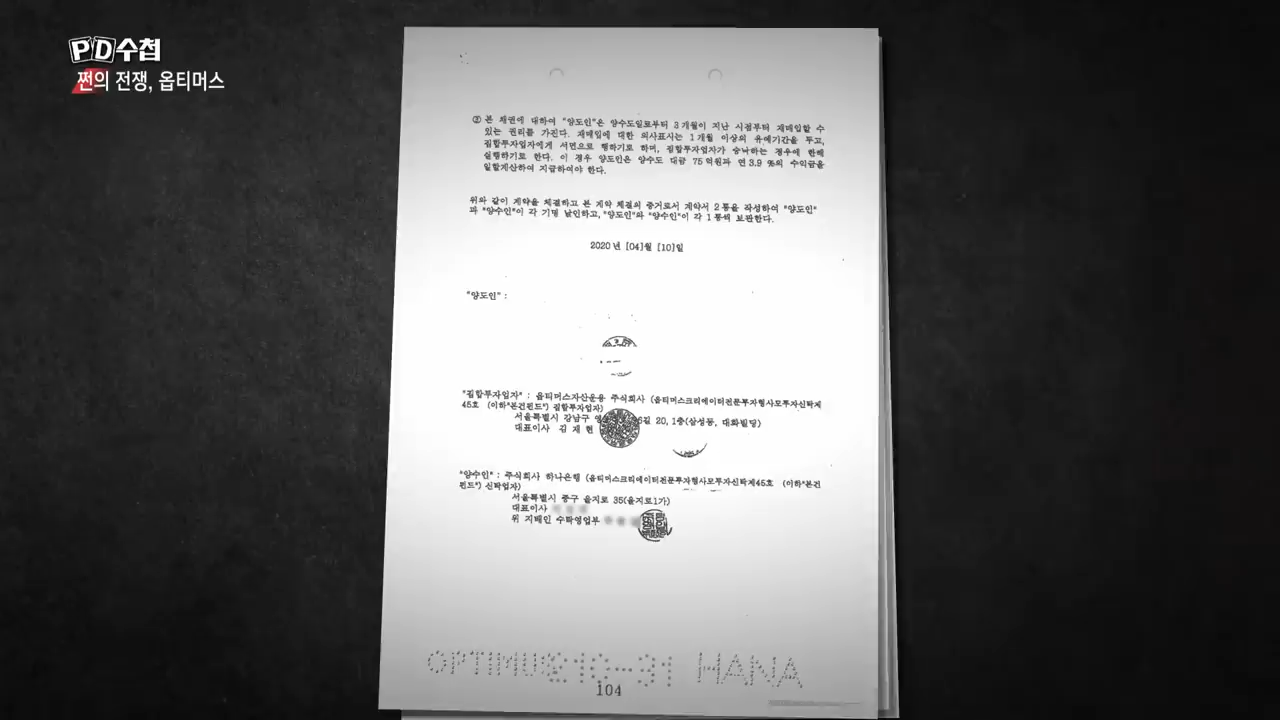 PD수첩
쩐의 전쟁, 옵티머스
② 본 채권에 대하여 "양도인"은 양수도일로부터 3개월이 지난 시점부터 재매입할 수
있는 권리를 가진다. 재매입에 대한 의사표시는 1개월 이상의 유예기간을 두고,
집합투자업자에게 서면으로 행하기로 하며, 집합투자업자가 승낙하는 경우에 한해
실행하기로 한다. 이 경우 양도인은 양수도 대금 75억원과 연 3.9 %의 수익금을
일할계산하여 지급하여야 한다.
위와 같이 계약을 체결하고 본 계약 체결의 증거로서 계약서 2통을 작성하여 "양도인"
과 "양수인"이 각 기명 날인하고, "양도인"와 "양수인"이 각 1통씩 보관한다.
2020년 [04]월 [10]일
"양도인" :
"집합투자업자" : 옵티머스자산운용 주식회사 (옵티머스크리에이터전문투자형사모투자신탁제
45호 (이하"본건펀드") 집합투자업자)
서울특별시 강남구 6길 20, 1층(삼성동, 대화빌딩)
대표이사 김 재 현
"양수인" : 주식회사 하나은행 (옵티머스크리에이터전문투자형사모투자신탁제45호 (이하"본건
펀드") 신탁업자)
서울특별시 중구 을지로 35(을지로1가)
대표이사
위 지배인 수탁영업부
OPTIMUS HANA
104